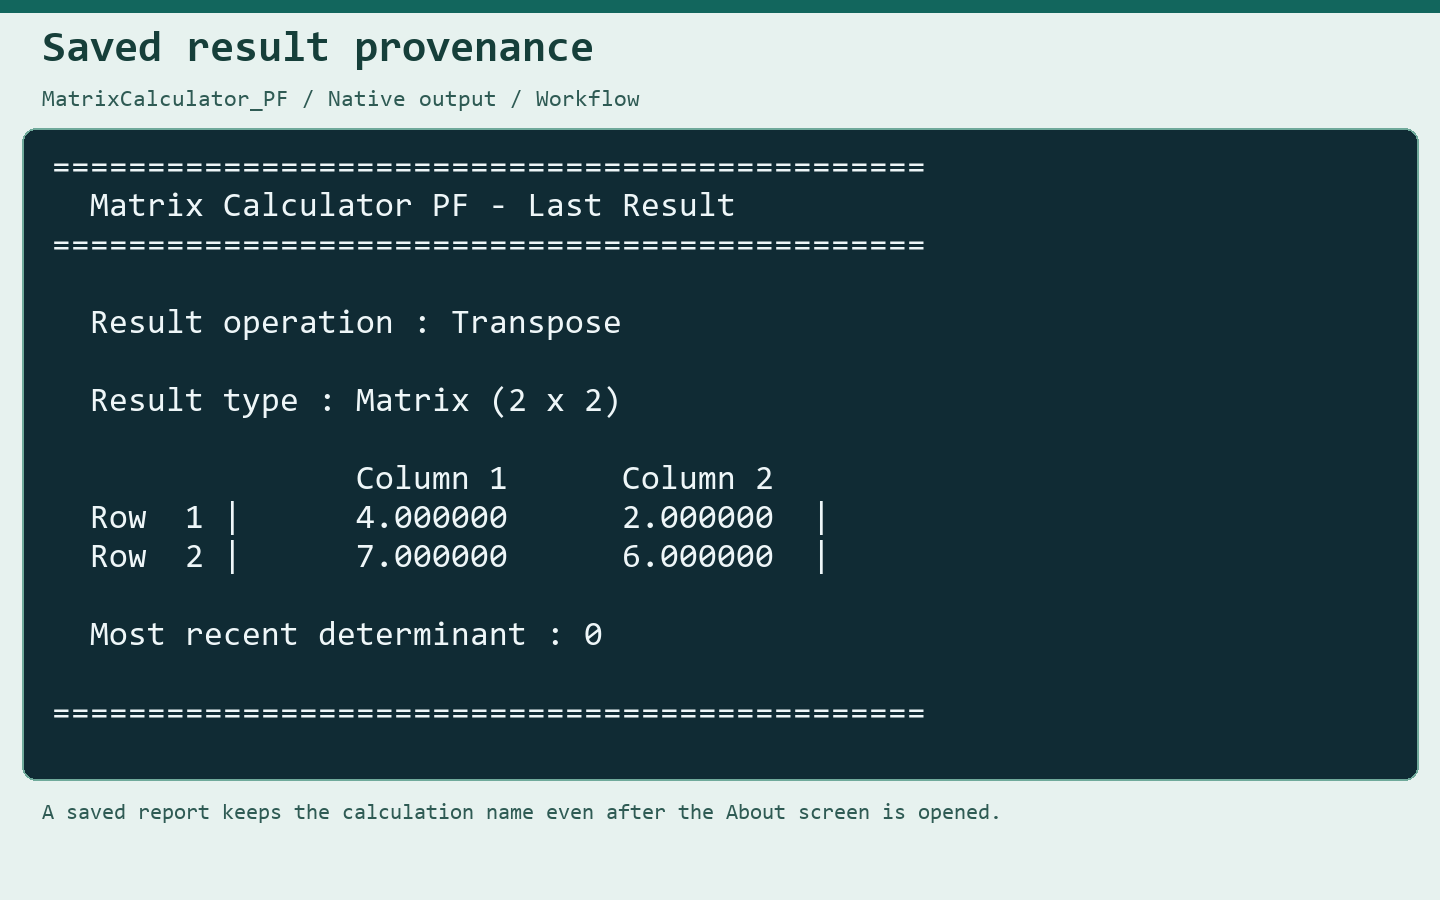 Saved result provenance
MatrixCalculator_PF / Native output / Workflow
==============================================
  Matrix Calculator PF - Last Result
==============================================
  Result operation : Transpose
  Result type : Matrix (2 x 2)
              Column 1      Column 2
  Row  1 |      4.000000      2.000000  |
  Row  2 |      7.000000      6.000000  |
  Most recent determinant : 0
==============================================
A saved report keeps the calculation name even after the About screen is opened.